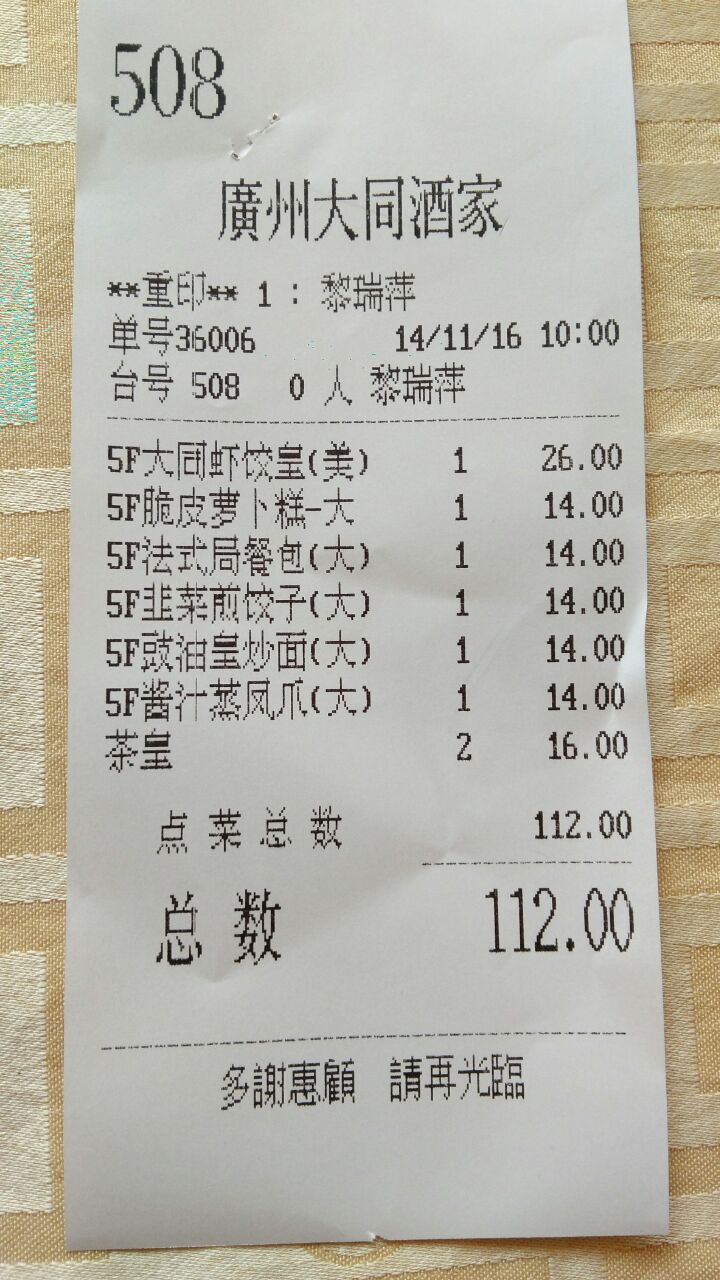 508
廣州大同酒家
**重印** 1 : 黎瑞萍
单号36006 14/11/16 10:00
台号 508 0 人 黎瑞萍
5F大同虾饺皇(美) 1 26.00
5F脆皮萝卜糕-大 1 14.00
5F法式局餐包(大) 1 14.00
5F韭菜煎饺子(大) 1 14.00
5F豉油皇炒面(大) 1 14.00
5F酱汁蒸凤爪(大) 1 14.00
茶皇 2 16.00
点菜总数 112.00
总数 112.00
多謝惠顧 請再光臨